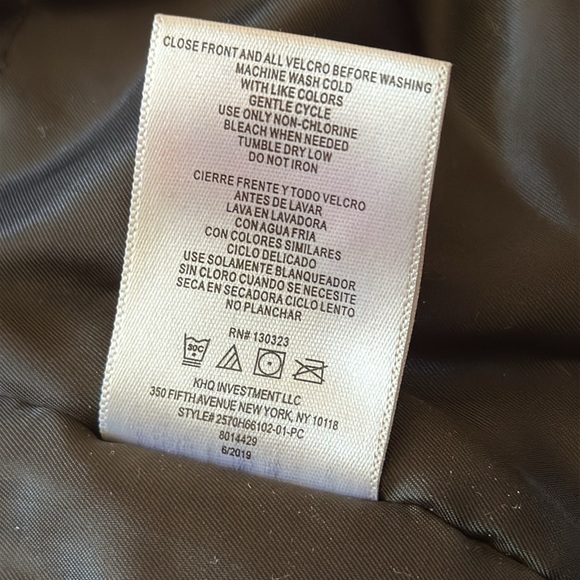 CLOSE FRONT AND ALL VELCRO BEFORE WASHING
MACHINE WASH COLD
WITH LIKE COLORS
GENTLE CYCLE
USE ONLY NON-CHLORINE
BLEACH WHEN NEEDED
TUMBLE DRY LOW
DO NOT IRON
CIERRE FRENTE Y TODO VELCRO
ANTES DE LAVAR
LAVA EN LAVADORA
CON AGUA FRIA
CON COLORES SIMILARES
CICLO DELICADO
USE SOLAMENTE BLANQUEADOR
SIN CLORO CUANDO SE NECESITE
SECA EN SECADORA CICLO LENTO
NO PLANCHAR
RN# 130323
30C
KHQ INVESTMENT LLC
350 FIFTH AVENUE NEW YORK, NY 10118
STYLE# 2570H66102-01-PC
8014429
6/2019